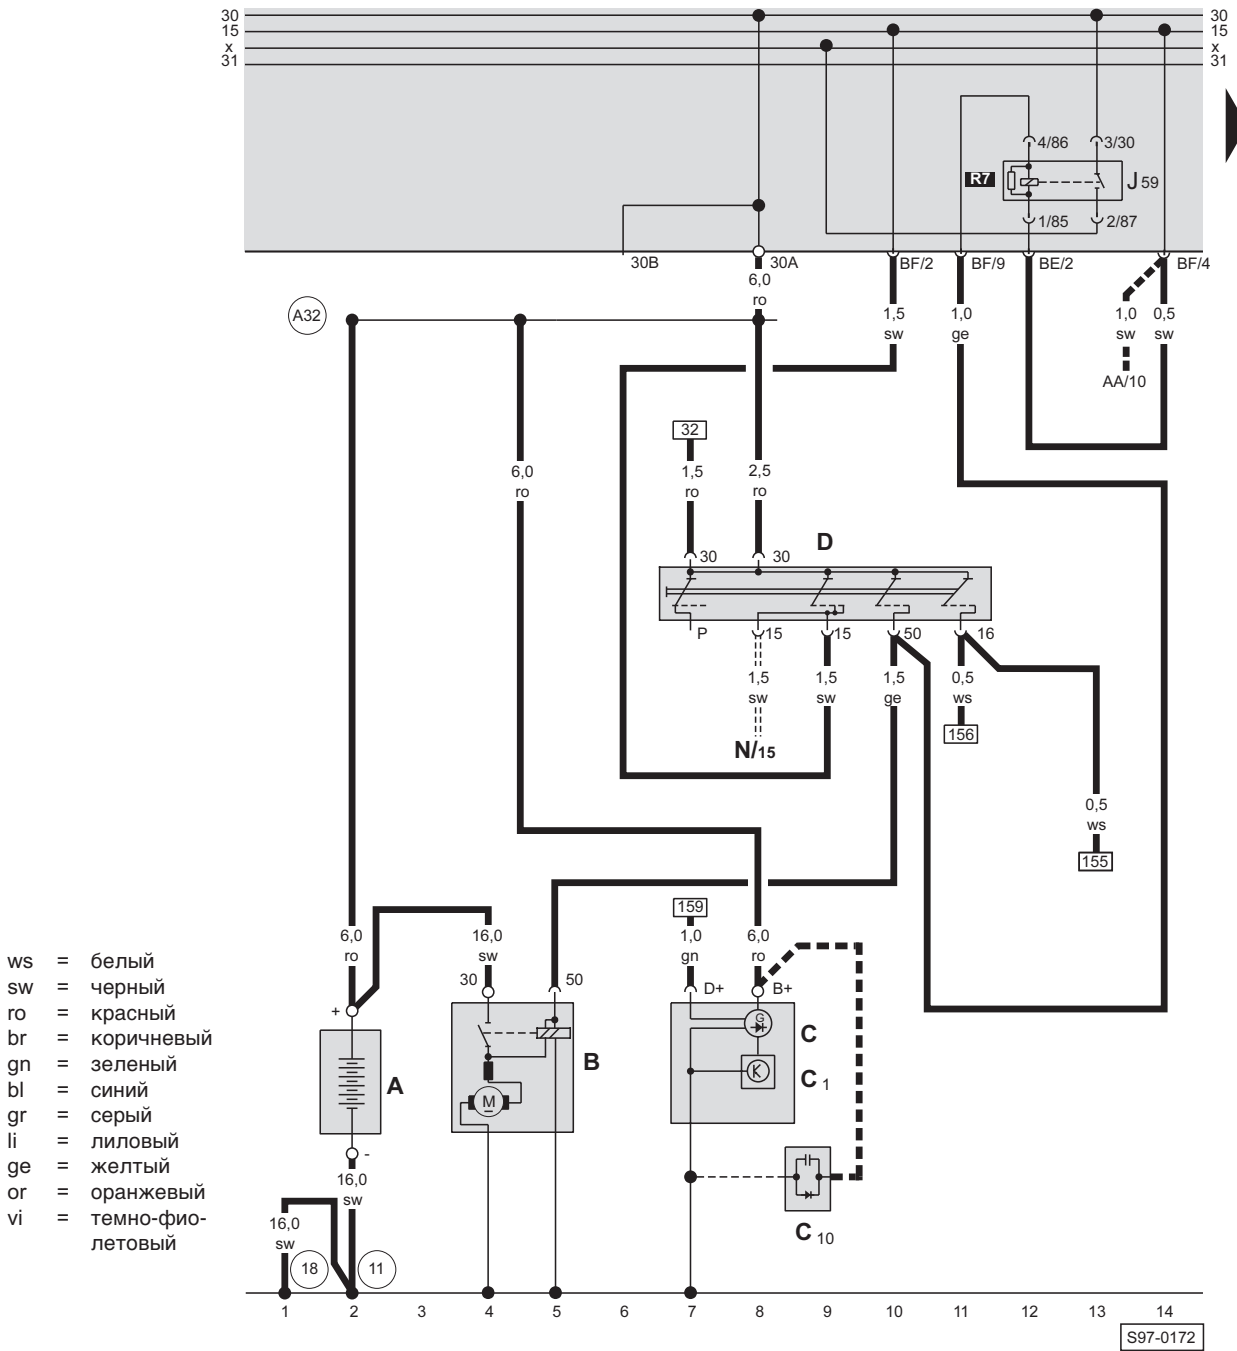 30 30
15 15
x x
31 31
4/86 3/30
R7 J 59
1/85 2/87
30B 30A BF/2 BF/9 BE/2 BF/4
6,0
ro
A32
1,5 1,0 1,0 0,5
sw ge sw sw
AA/10
32
6,0 1,5 2,5
ro ro ro
D
30 30
P 15 15 50 16
1,5 1,5 1,5 0,5
sw sw ge ws
N/15 156
0,5
ws
155
159
6,0 16,0 1,0 6,0
ro sw gn ro
30 50 D+ B+
+
G
A B C
K C 1
M
-
16,0
sw
16,0
sw
C 10
18 11
ws = белый
sw = черный
ro = красный
br = коричневый
gn = зеленый
bl = синий
gr = серый
li = лиловый
ge = желтый
or = оранжевый
vi = темно-фио-
летовый
1 2 3 4 5 6 7 8 9 10 11 12 13 14
S97-0172